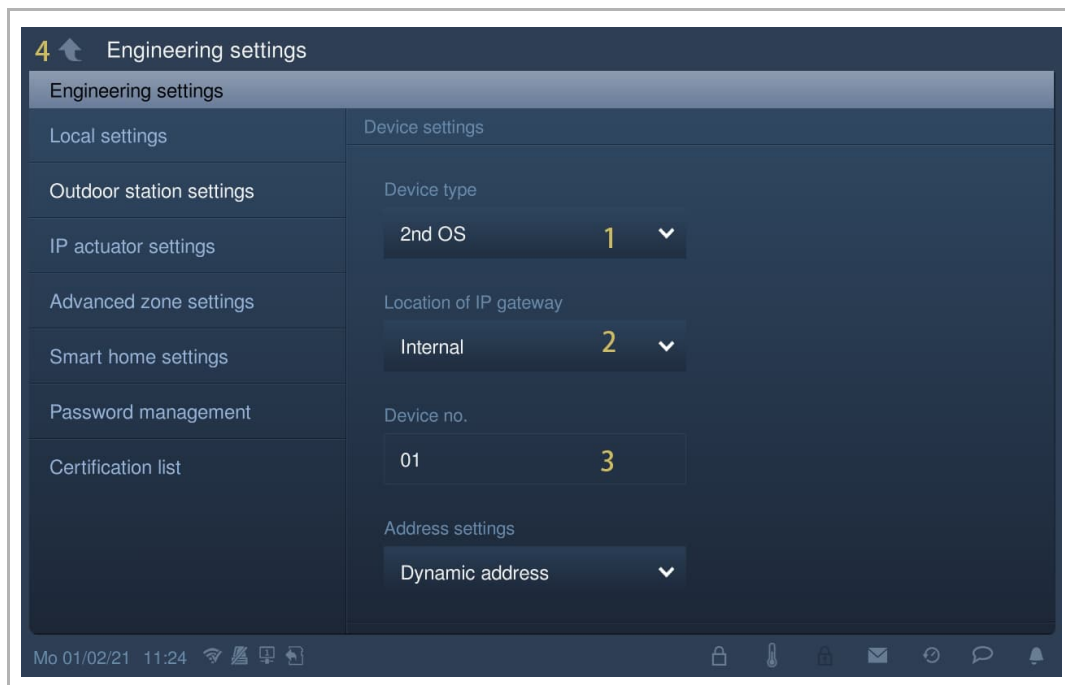 4 Engineering settings
Engineering settings
Local settings
Outdoor station settings
IP actuator settings
Advanced zone settings
Smart home settings
Password management
Certification list
Device settings
Device type
2nd OS 1
Location of IP gateway
Internal 2
Device no.
01 3
Address settings
Dynamic address
Mo 01/02/21 11:24